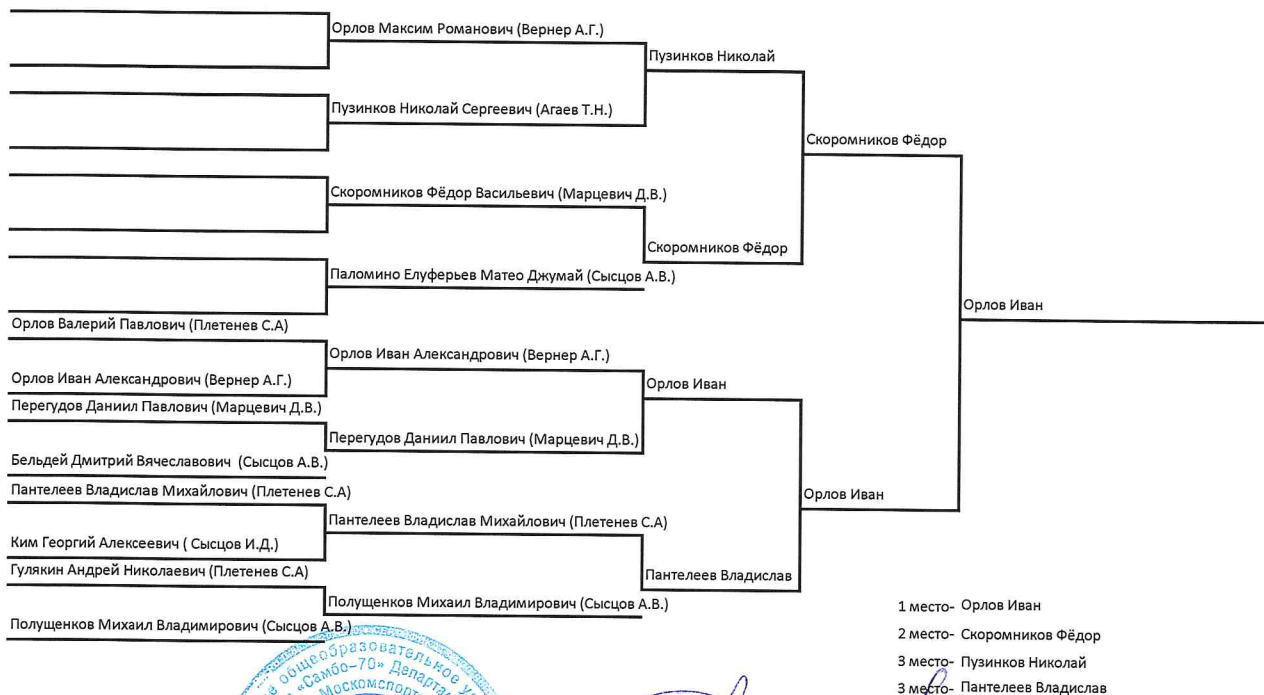 Орлов Максим Романович (Вернер А.Г.)
Пузинков Николай
Пузинков Николай Сергеевич (Агаев Т.Н.)
Скоромников Фёдор
Скоромников Фёдор Васильевич (Марцевич Д.В.)
Скоромников Фёдор
Паломино Елуферьев Матео Джумай (Сысцов А.В.)
Орлов Иван
Орлов Валерий Павлович (Плетенев С.А)
Орлов Иван Александрович (Вернер А.Г.)
Орлов Иван Александрович (Вернер А.Г.)
Орлов Иван
Перегудов Даниил Павлович (Марцевич Д.В.)
Перегудов Даниил Павлович (Марцевич Д.В.)
Бельдей Дмитрий Вячеславович (Сысцов А.В.)
Пантелеев Владислав Михайлович (Плетенев С.А)
Орлов Иван
Пантелеев Владислав Михайлович (Плетенев С.А)
Ким Георгий Алексеевич ( Сысцов И.Д.)
Гулякин Андрей Николаевич (Плетенев С.А)
Пантелеев Владислав
Полущенков Михаил Владимирович (Сысцов А.В.)
Полущенков Михаил Владимирович (Сысцов А.В.)
1 место- Орлов Иван
2 место- Скоромников Фёдор
3 место- Пузинков Николай
3 место- Пантелеев Владислав
общеобразовательное
«Самбо-70»
Москомспорт